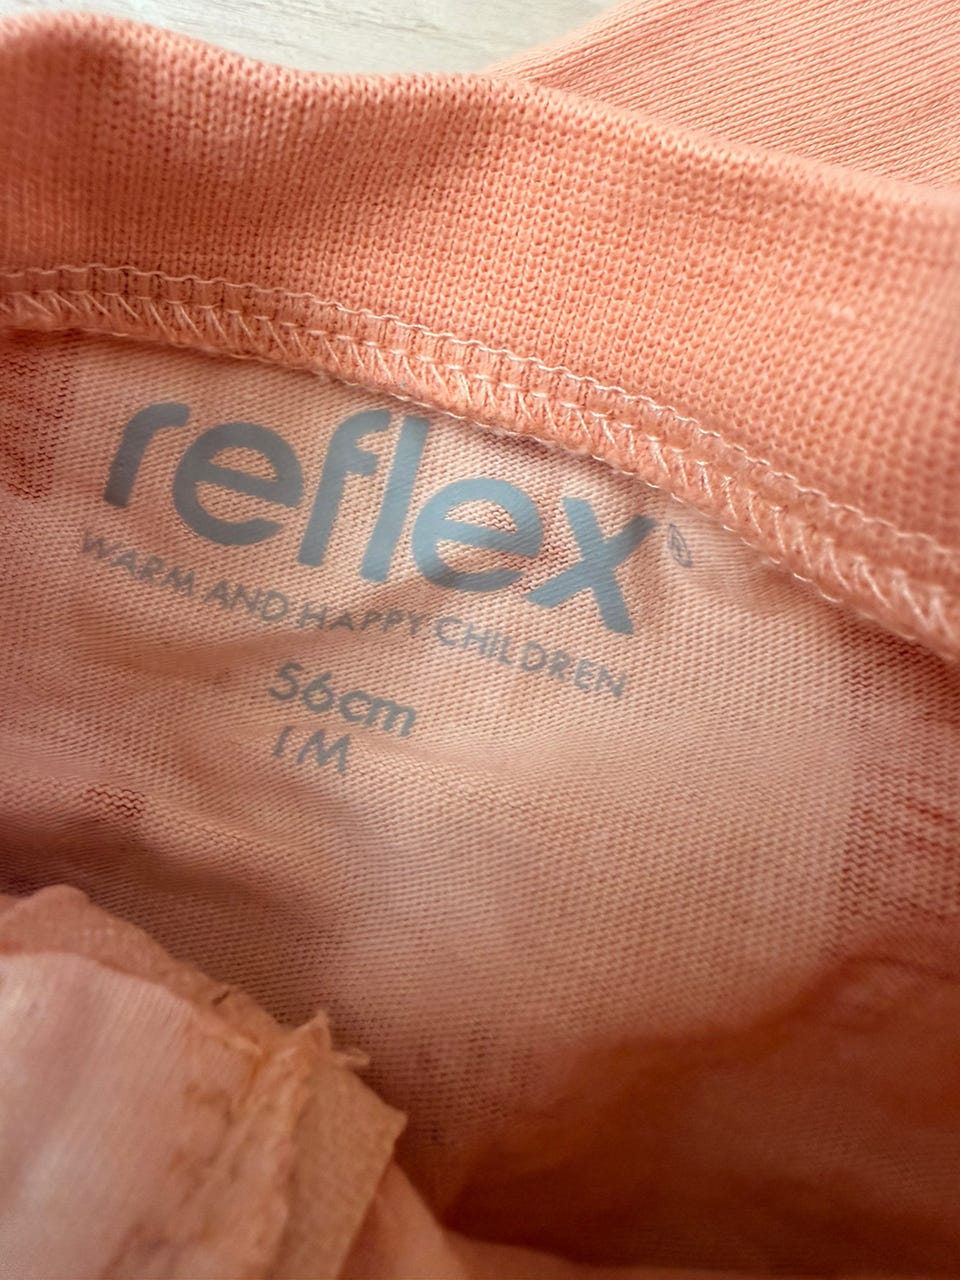 reflex®
WARM AND HAPPY CHILDREN
56cm
1M